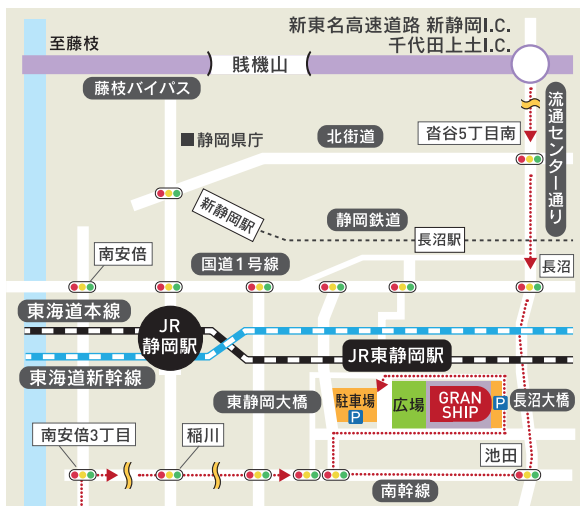 新東名高速道路 新静岡I.C.
千代田上土I.C.
至藤枝
賎機山
藤枝バイパス
流通センター通り
沓谷5丁目南
北街道
■静岡県庁
新静岡駅
静岡鉄道
長沼駅
南安倍
国道1号線
長沼
東海道本線
JR
静岡駅
JR東静岡駅
東海道新幹線
東静岡大橋
駐車場
P
広場
GRAN
SHIP
P
長沼大橋
南安倍3丁目
稲川
池田
南幹線